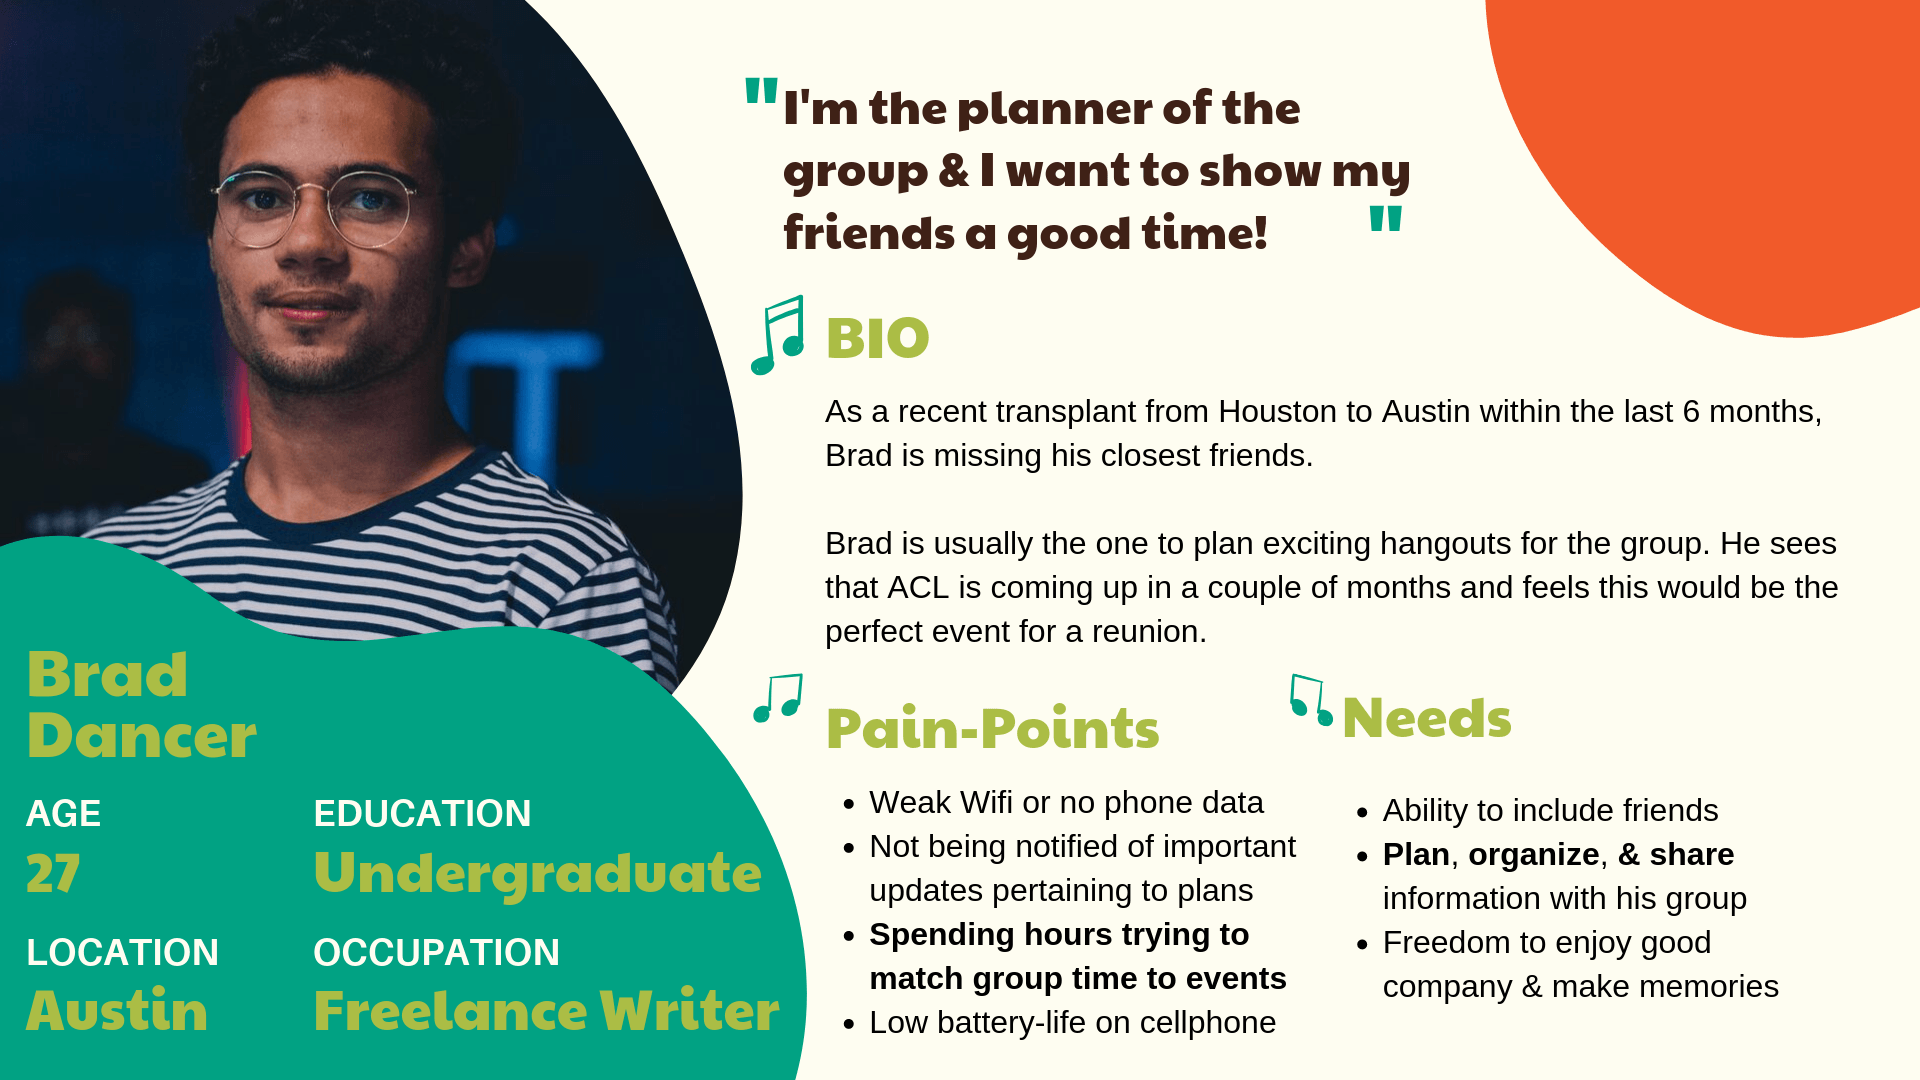 "I'm the planner of the
group & I want to show my
friends a good time! "
BIO
As a recent transplant from Houston to Austin within the last 6 months,
Brad is missing his closest friends.
Brad is usually the one to plan exciting hangouts for the group. He sees
that ACL is coming up in a couple of months and feels this would be the
perfect event for a reunion.
Brad
Dancer
AGE
27
EDUCATION
Undergraduate
LOCATION
Austin
OCCUPATION
Freelance Writer
Pain-Points
• Weak Wifi or no phone data
• Not being notified of important
updates pertaining to plans
• Spending hours trying to
match group time to events
• Low battery-life on cellphone
Needs
• Ability to include friends
• Plan, organize, & share
information with his group
• Freedom to enjoy good
company & make memories